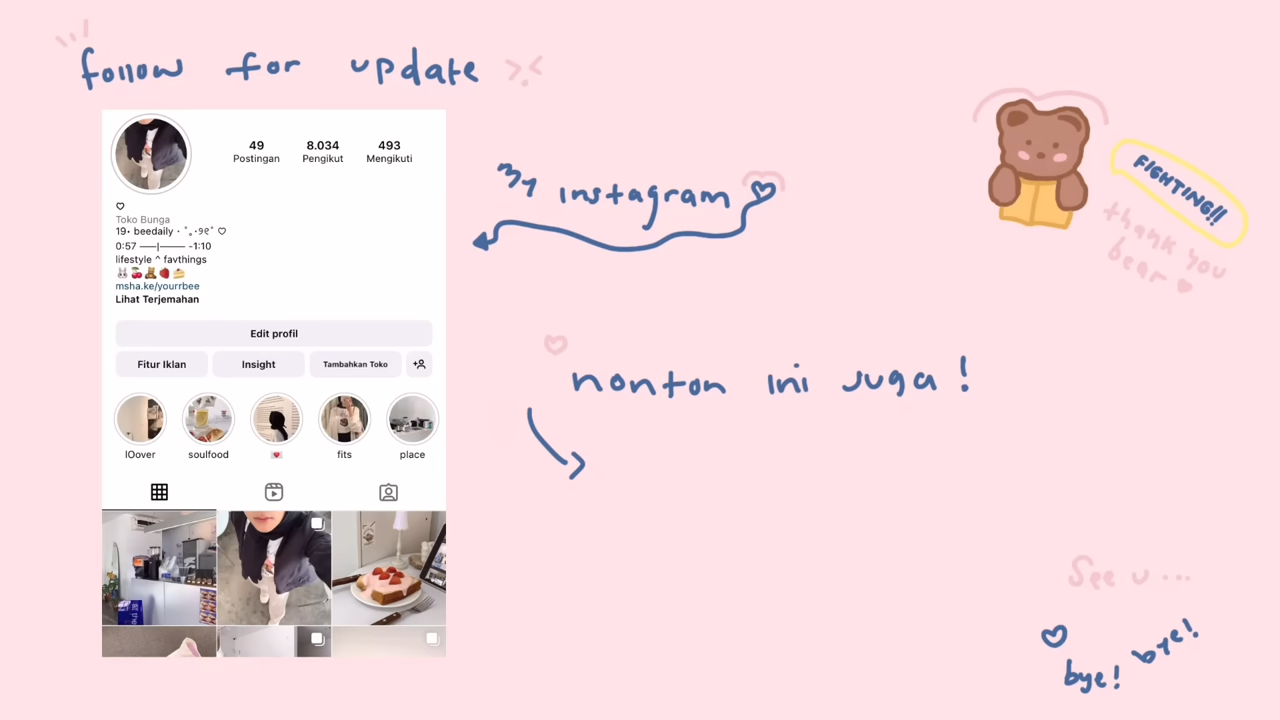 follow for update
49 8.034 493
Postingan Pengikut Mengikuti
Toko Bunga
19• beedaily · ˚｡˖୨୧˚ ♡
0:57 ──|──── -1:10
lifestyle ^ favthings
🐰🍒🧸🍓🍰
msha.ke/yourrbee
Lihat Terjemahan
Edit profil
Fitur Iklan Insight Tambahkan Toko
lOover soulfood 💌 fits place
my instagram
FIGHTING!!
thank you
bear
nonton ini juga !
See u ...
bye! bye!